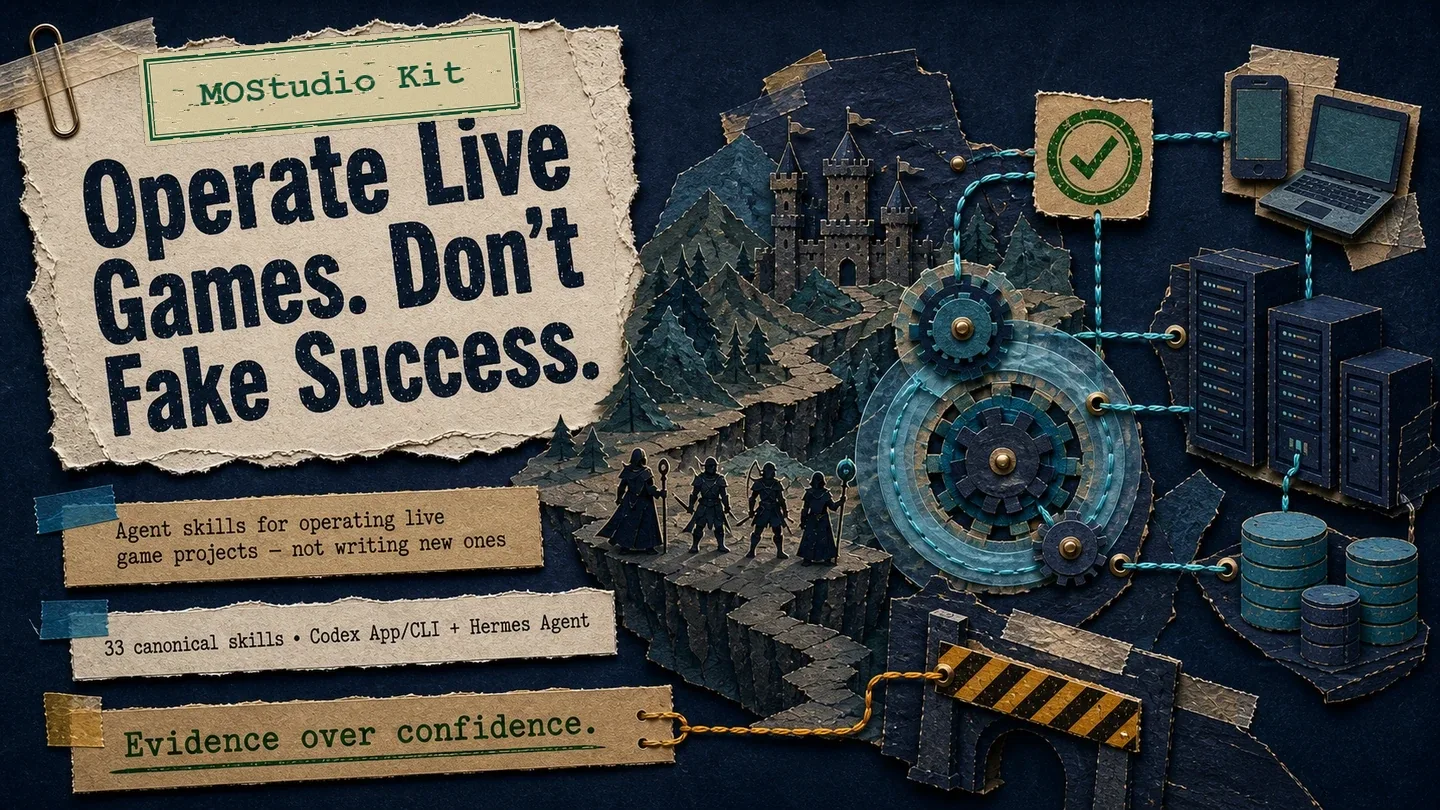 MOStudio Kit
Operate Live
Games. Don't
Fake Success.
Agent skills for operating live
game projects — not writing new ones
33 canonical skills • Codex App/CLI + Hermes Agent
Evidence over confidence.